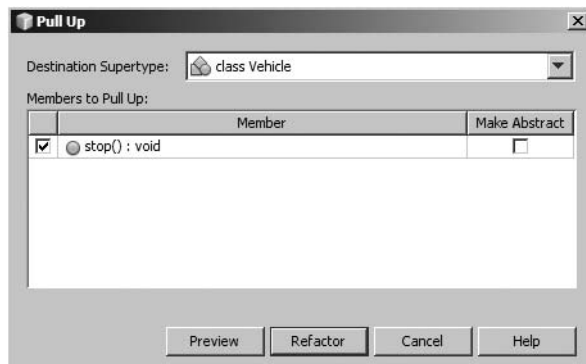 Pull Up
Destination Supertype: class Vehicle
Members to Pull Up:
Member Make Abstract
stop() : void
Preview Refactor Cancel Help